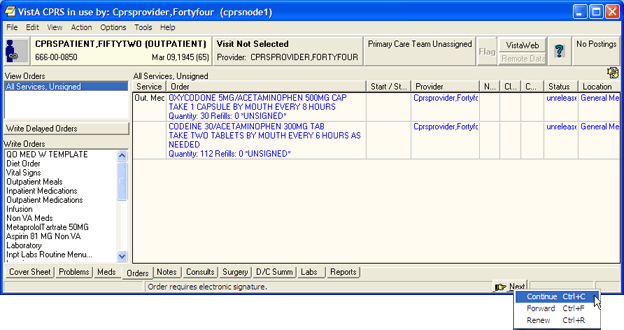 VistA CPRS in use by: Cprsprovider,Fortyfour (cprsnode1)
File Edit View Action Options Tools Help
CPRSPATIENT,FIFTYTWO (OUTPATIENT)
666-00-0850 Mar 09,1945 (65)
Visit Not Selected
Provider: CPRSPROVIDER,FORTYFOUR
Primary Care Team Unassigned
Flag
VistaWeb
Remote Data
?
No Postings
View Orders
All Services, Unsigned
Write Delayed Orders
Write Orders
QO MED W TEMPLATE
Diet Order
Vital Signs
Outpatient Meals
Inpatient Medications
Outpatient Medications
Infusion
Non VA Meds
MetaprololTartrate 50MG
Aspirin 81 MG Non VA
Laboratory
Inpt Labs Routine Menu...
All Services, Unsigned
Service Order Start / St... Provider N... Cl... C... Status Location
Out. Mec OXYCODONE 5MG/ACETAMINOPHEN 500MG CAP Cprsprovider,Fortyfo unrelease General Me
TAKE 1 CAPSULE BY MOUTH EVERY 8 HOURS
Quantity: 30 Refills: 0 *UNSIGNED*
CODEINE 30/ACETAMINOPHEN 300MG TAB Cprsprovider,Fortyfo unrelease General Me
TAKE TWO TABLETS BY MOUTH EVERY 6 HOURS AS
NEEDED
Quantity: 112 Refills: 0 *UNSIGNED*
Cover Sheet Problems Meds Orders Notes Consults Surgery D/C Summ Labs Reports
Order requires electronic signature.
Next
Continue Ctrl+C
Forward Ctrl+F
Renew Ctrl+R